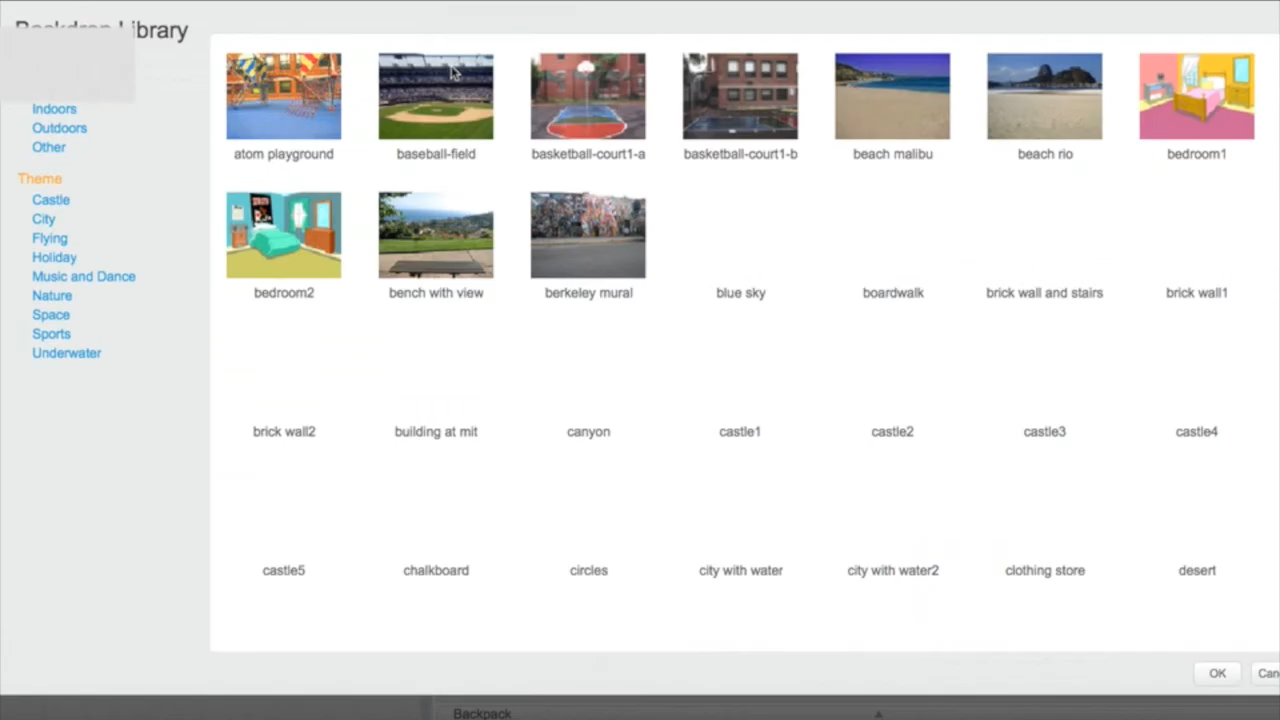 Backdrop Library
Indoors
Outdoors
Other
Theme
Castle
City
Flying
Holiday
Music and Dance
Nature
Space
Sports
Underwater
atom playground
baseball-field
basketball-court1-a
basketball-court1-b
beach malibu
beach rio
bedroom1
bedroom2
bench with view
berkeley mural
blue sky
boardwalk
brick wall and stairs
brick wall1
brick wall2
building at mit
canyon
castle1
castle2
castle3
castle4
castle5
chalkboard
circles
city with water
city with water2
clothing store
desert
OK
Can
Backpack